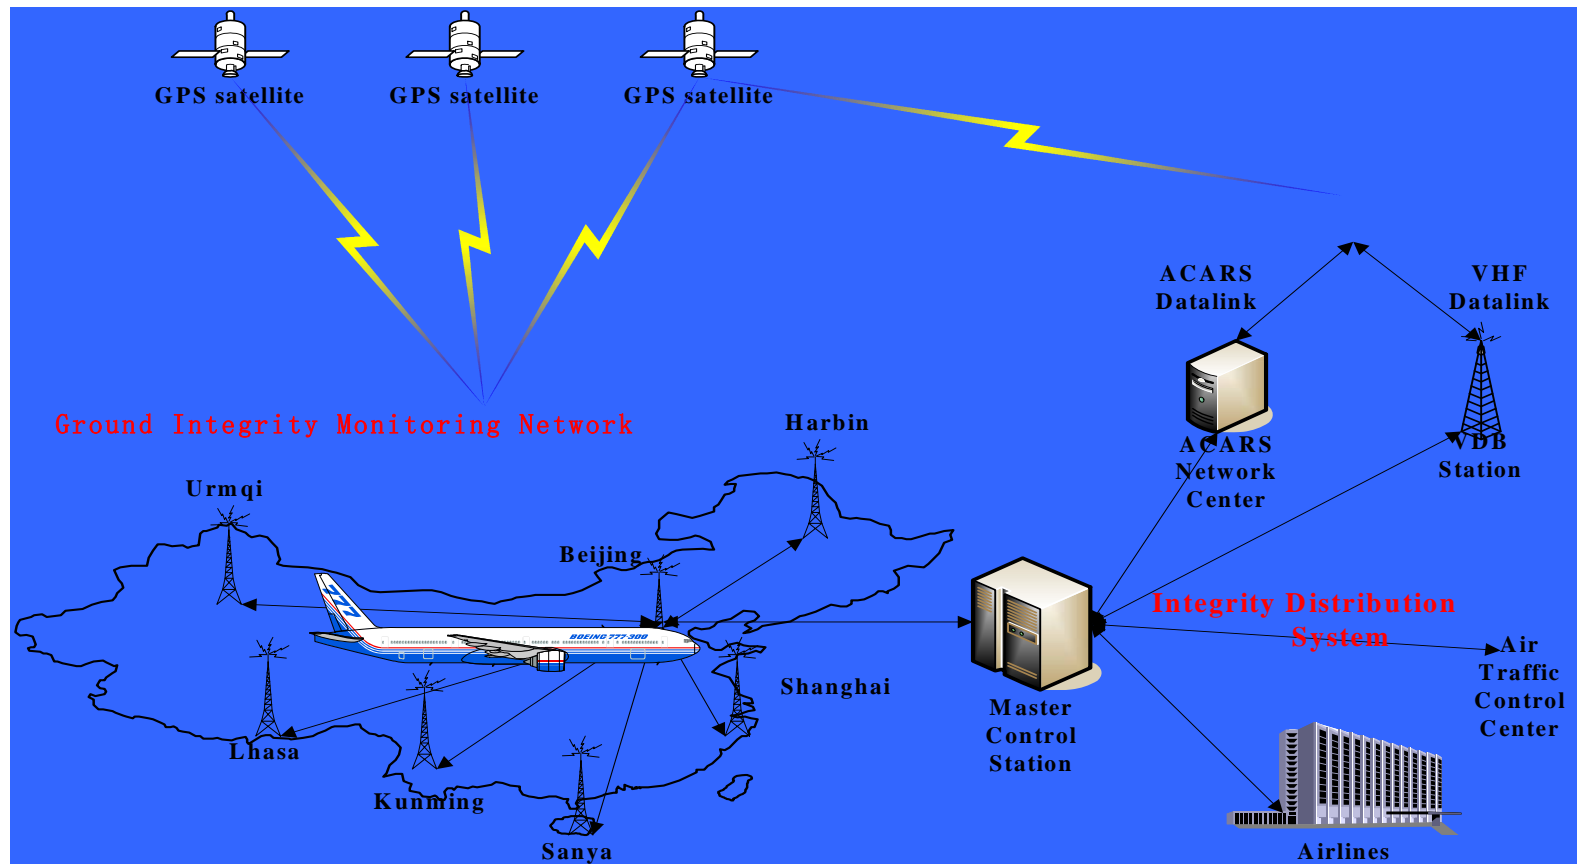 GPS satellite
GPS satellite
GPS satellite
ACARS
Datalink
VHF
Datalink
Ground Integrity Monitoring Network
Harbin
ACARS
Network
Center
VDB
Station
Urmqi
Beijing
777
BOEING 777-300
Integrity Distribution
System
Air
Traffic
Control
Center
Shanghai
Master
Control
Station
Lhasa
Kunming
Sanya
Airlines